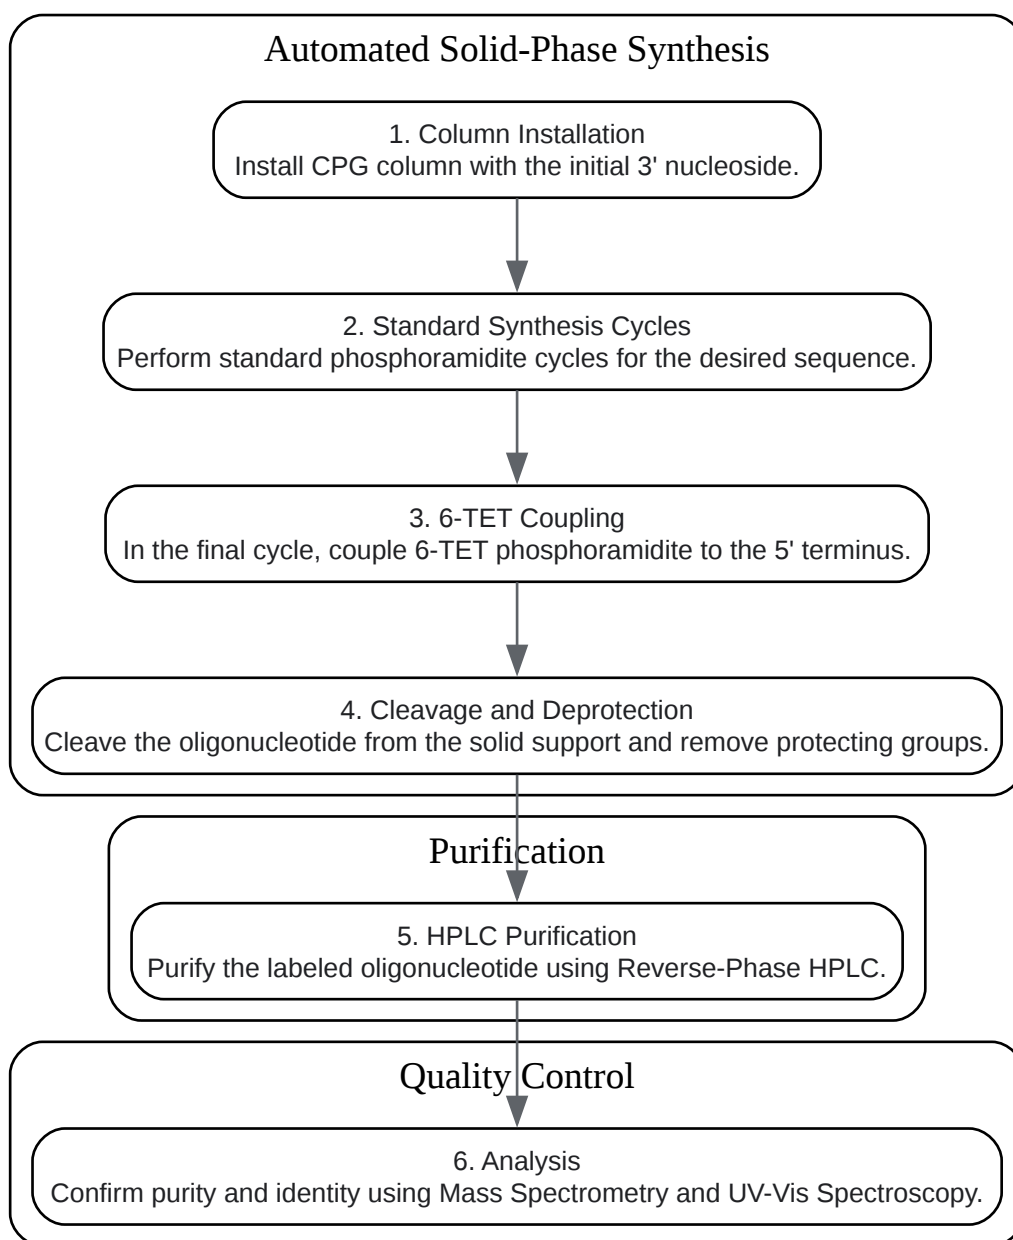 Automated Solid-Phase Synthesis
1. Column Installation
Install CPG column with the initial 3' nucleoside.
2. Standard Synthesis Cycles
Perform standard phosphoramidite cycles for the desired sequence.
3. 6-TET Coupling
In the final cycle, couple 6-TET phosphoramidite to the 5' terminus.
4. Cleavage and Deprotection
Cleave the oligonucleotide from the solid support and remove protecting groups.
Purification
5. HPLC Purification
Purify the labeled oligonucleotide using Reverse-Phase HPLC.
Quality Control
6. Analysis
Confirm purity and identity using Mass Spectrometry and UV-Vis Spectroscopy.